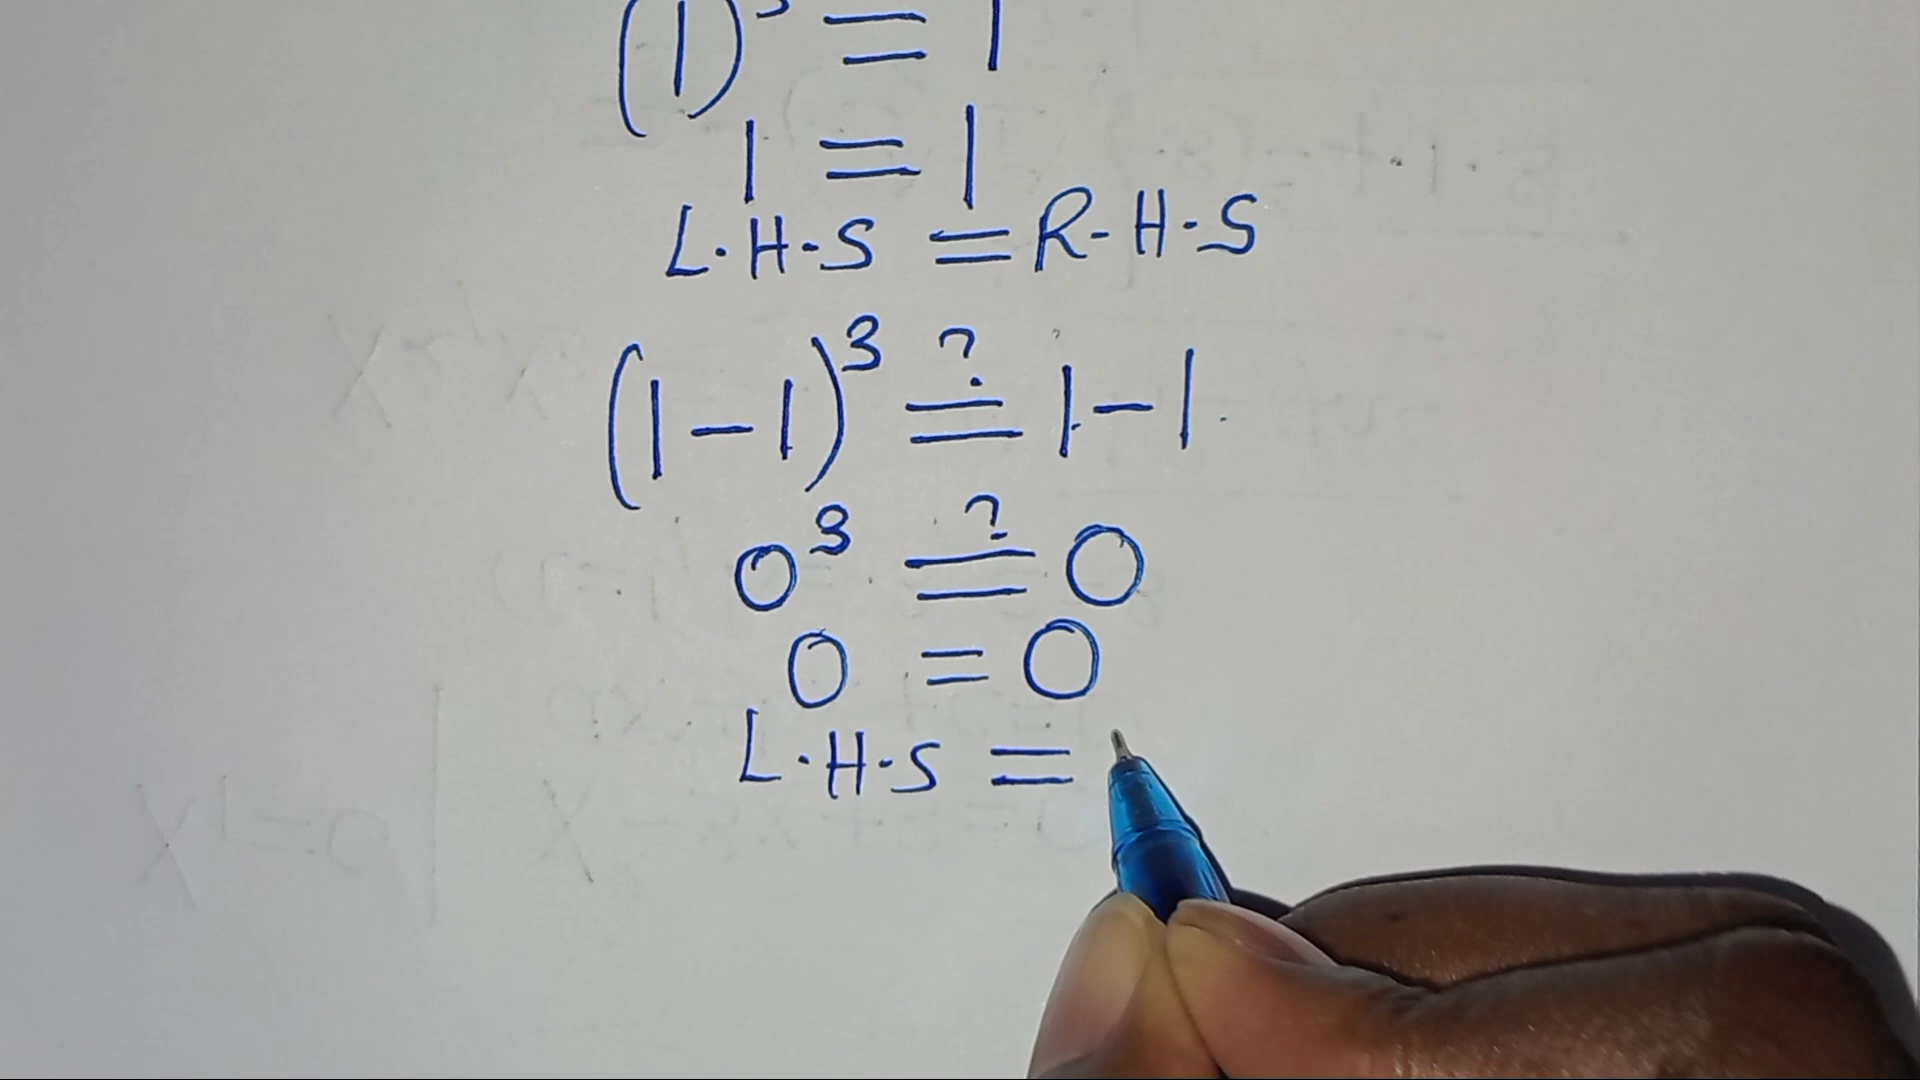 (1)³ = 1
1 = 1
L.H.S = R-H.S
(1-1)³ ≟ 1-1
0³ ≟ 0
0 = 0
L.H.S =